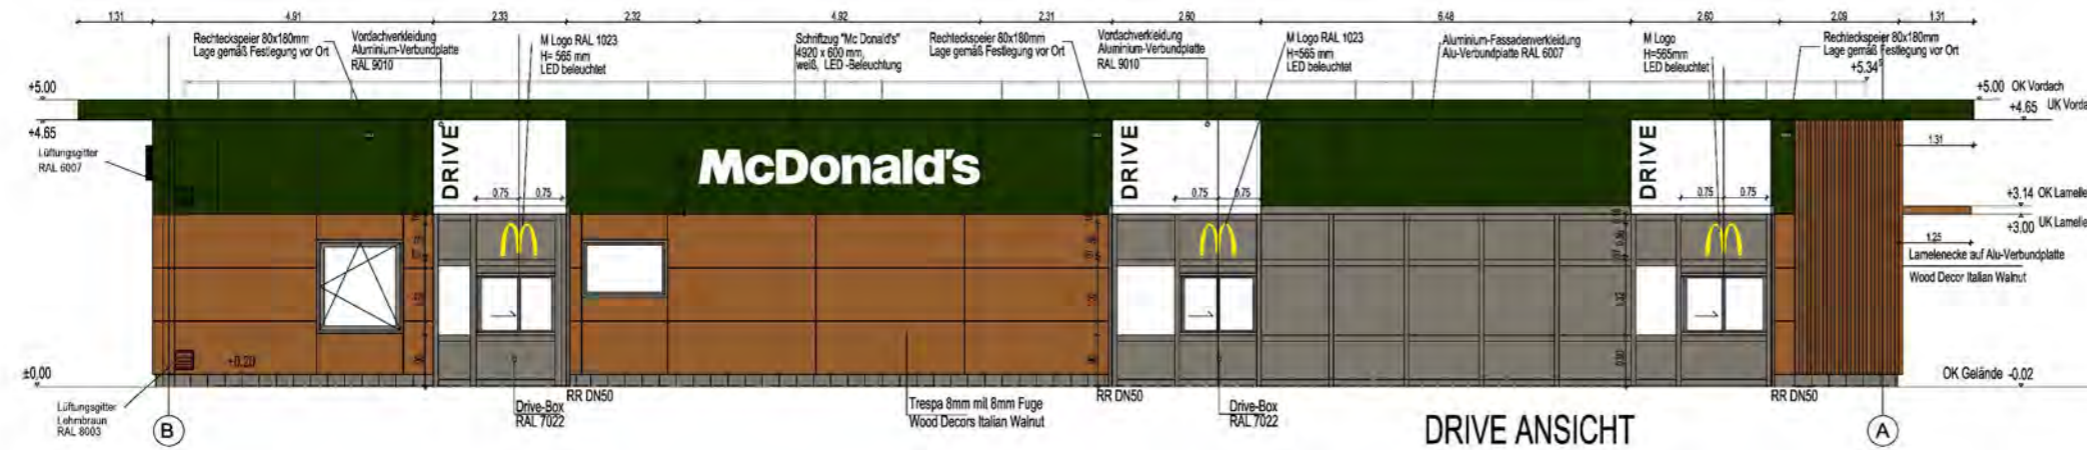 1.31
4.91
2.33
2.32
4.92
2.31
2.60
6.48
2.60
2.09
1.31
Rechteckspeier 80x180mm
Lage gemäß Festlegung vor Ort
Vordachverkleidung
Aluminium-Verbundplatte
RAL 9010
M Logo RAL 1023
H= 565 mm
LED beleuchtet
Schriftzug "Mc Donald's"
4920 x 600 mm,
weiß, LED -Beleuchtung
Rechteckspeier 80x180mm
Lage gemäß Festlegung vor Ort
Vordachverkleidung
Aluminium-Verbundplatte
RAL 9010
M Logo RAL 1023
H=565 mm
LED beleuchtet
Aluminium-Fassadenverkleidung
Alu-Verbundplatte RAL 6007
M Logo
H=565mm
LED beleuchtet
Rechteckspeier 80x180mm
Lage gemäß Festlegung vor Ort
+5.34⁵
+5.00
+5.00 OK Vordach
+4.65 UK Vorda
+4.65
Lüftungsgitter
RAL 6007
DRIVE
McDonald's
DRIVE
DRIVE
1.31
0.75
0.75
0.75
0.75
0.75
0.75
+3.14 OK Lamelle
+3.00 UK Lamelle
1.25
Lamelenecke auf Alu-Verbundplatte
Wood Decor Italian Walnut
+0.20
±0,00
OK Gelände -0.02
Lüftungsgitter
Lehmbraun
RAL 8003
B
Drive-Box
RAL 7022
RR DN50
Trespa 8mm mit 8mm Fuge
Wood Decors Italian Walnut
RR DN50
Drive-Box
RAL 7022
DRIVE ANSICHT
RR DN50
A